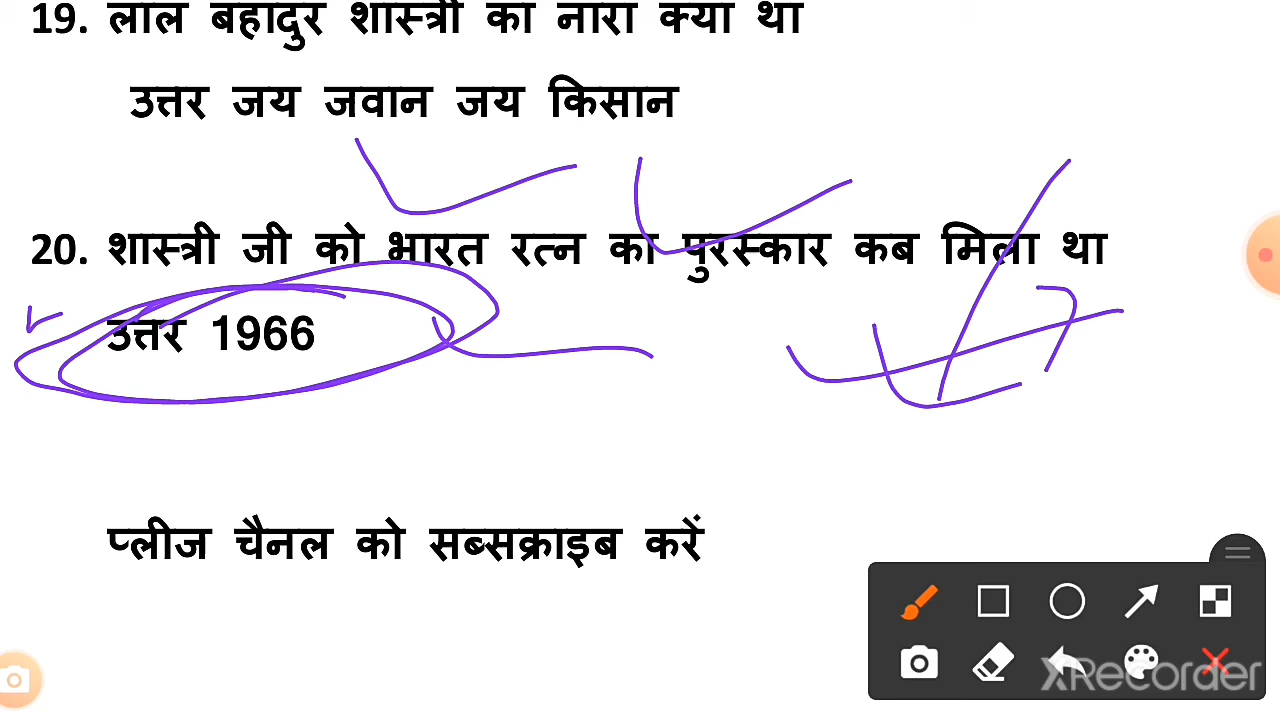 19. लाल बहादुर शास्त्री का नारा क्या था
उत्तर जय जवान जय किसान
20. शास्त्री जी को भारत रत्न का पुरस्कार कब मिला था
उत्तर 1966
प्लीज चैनल को सब्सक्राइब करें
XRecorder